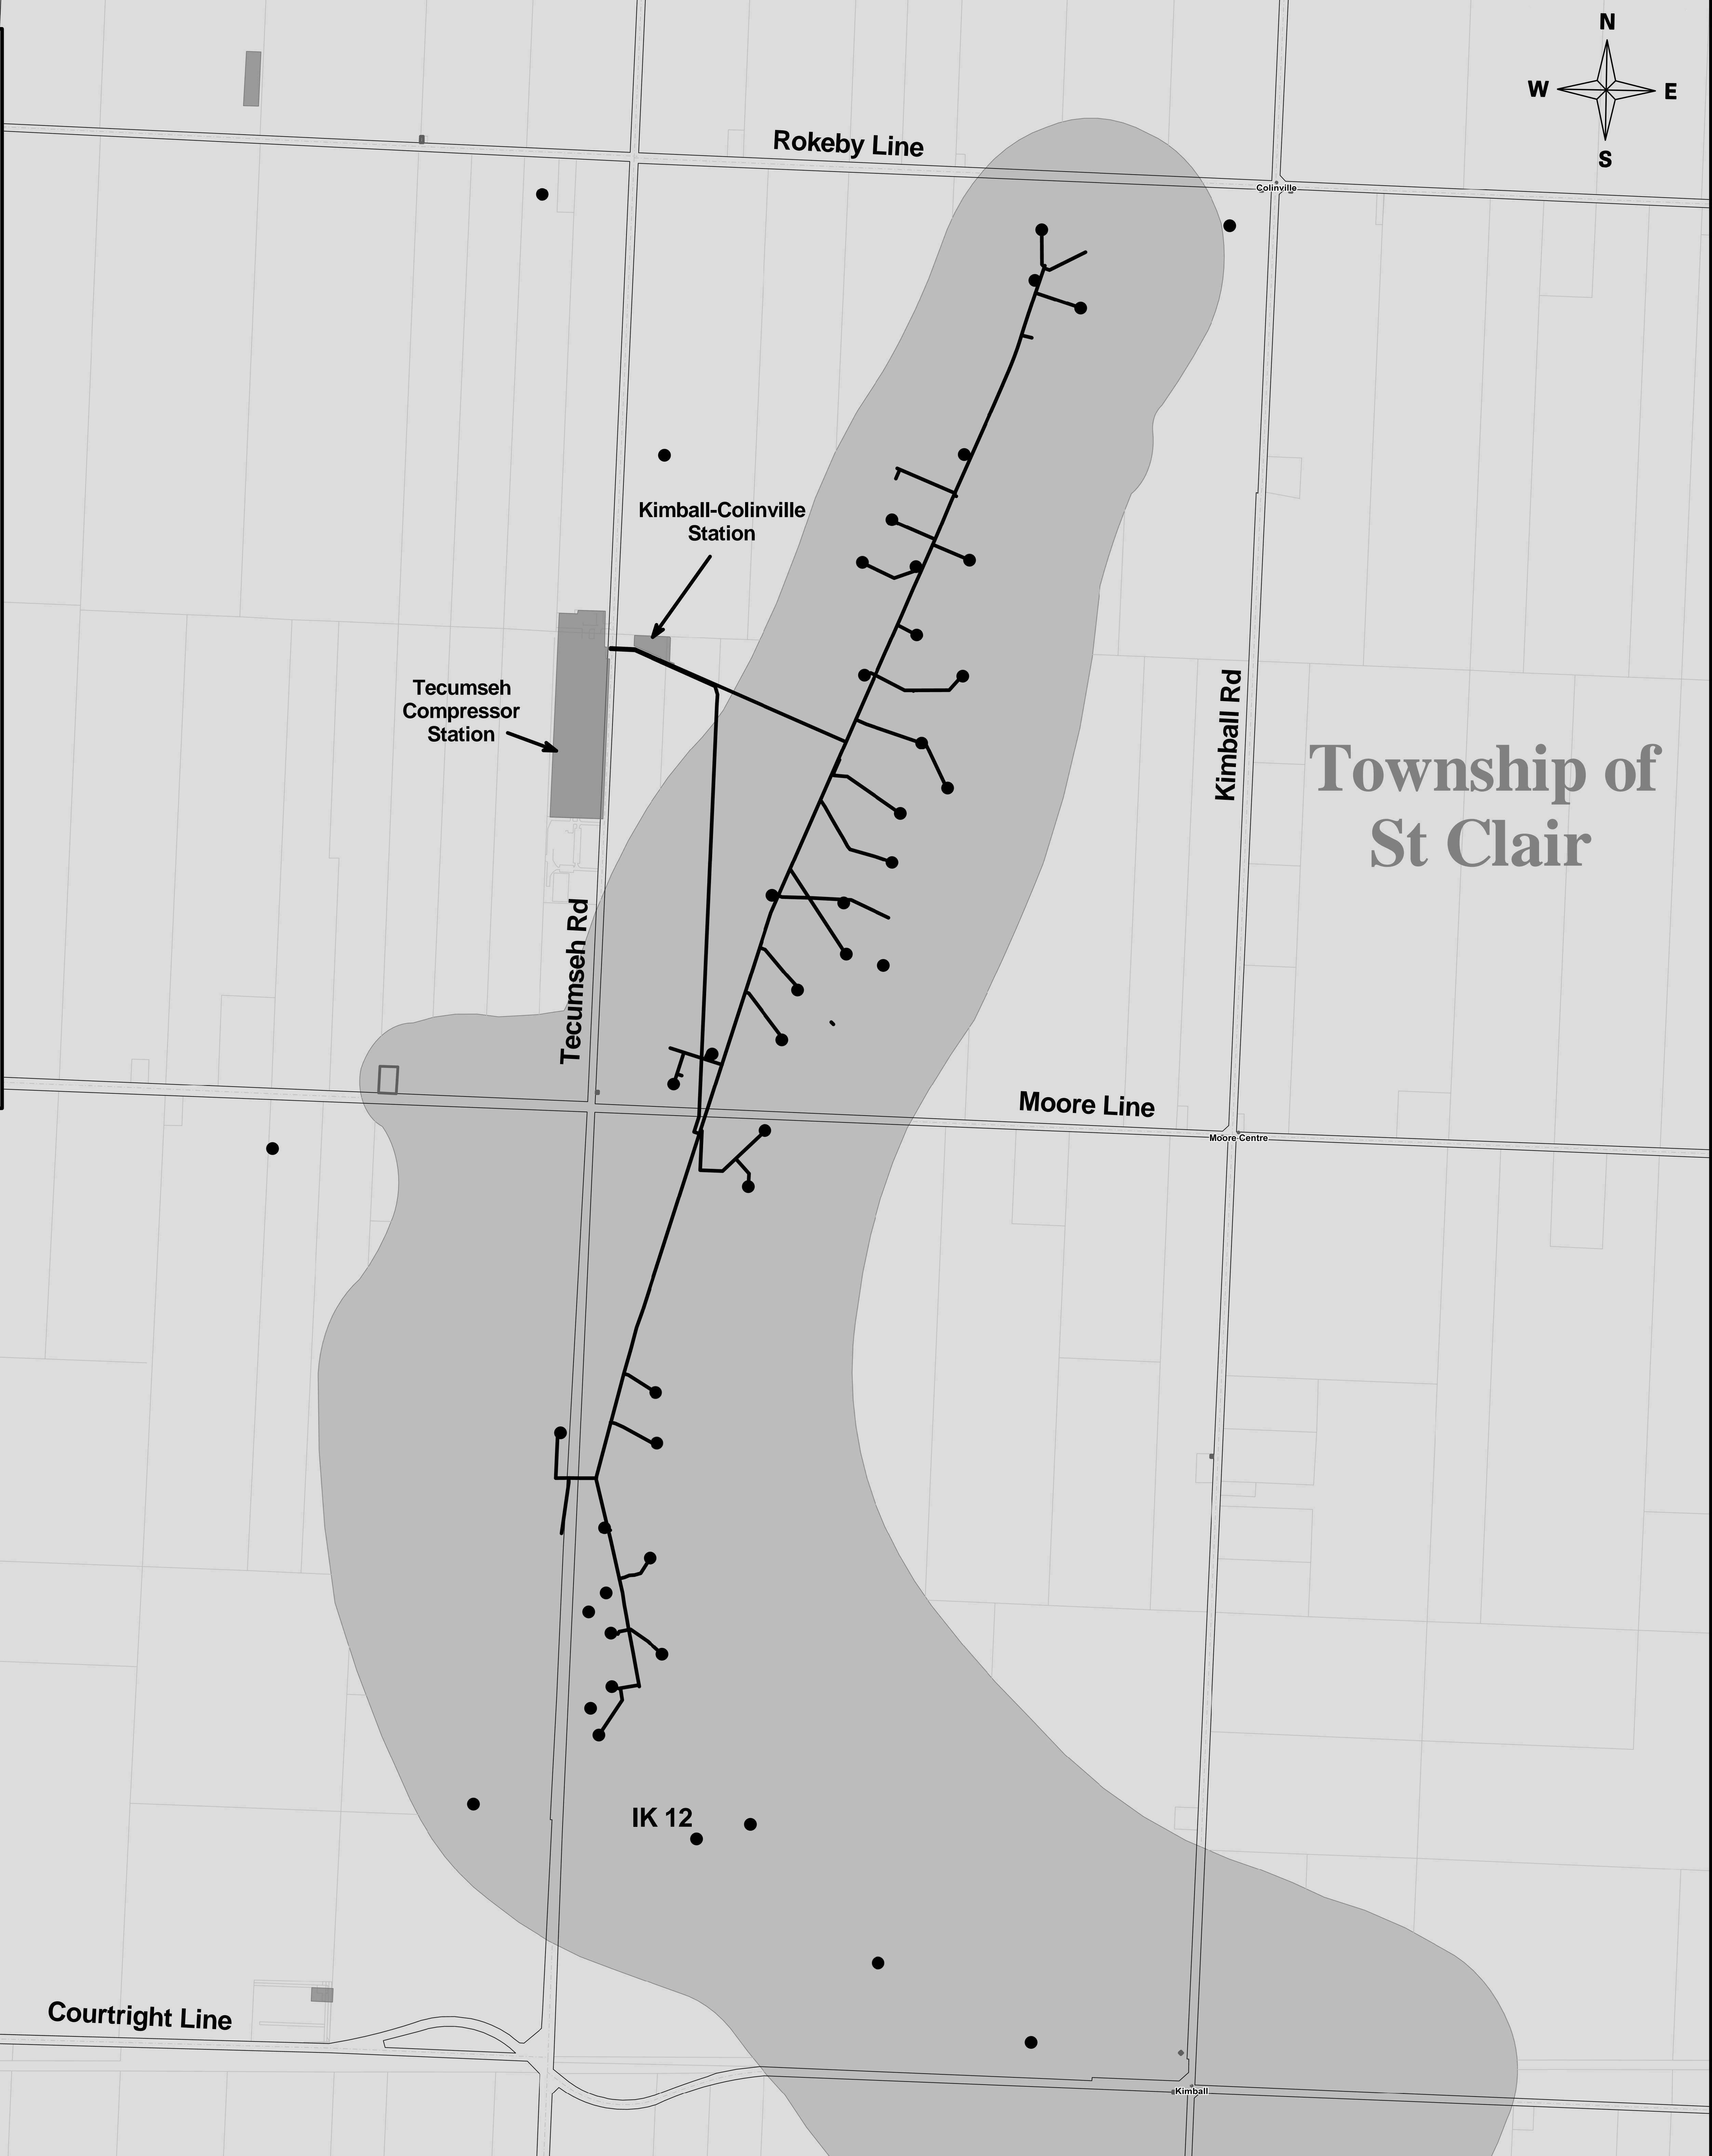 N
W
E
S
Rokeby Line
Colinville
Kimball-Colinville
Station
Tecumseh
Compressor
Station
Kimball Rd
Township of
St Clair
Tecumseh Rd
Moore Line
Moore Centre
IK 12
Courtright Line
Kimball